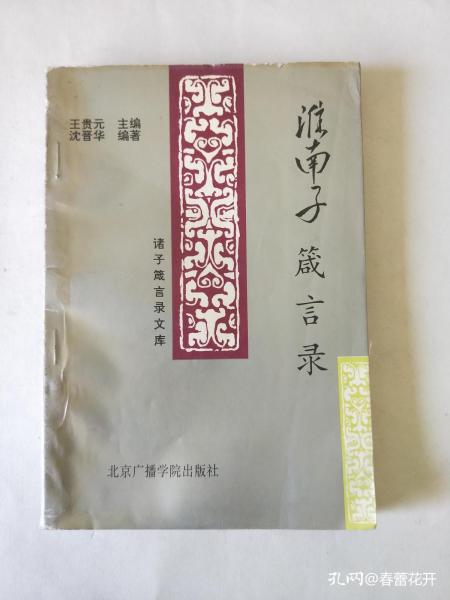 王贵元 主编
沈晋华 编著
淮南子箴言录
诸子箴言录文库
北京广播学院出版社
孔网@春蕾花开